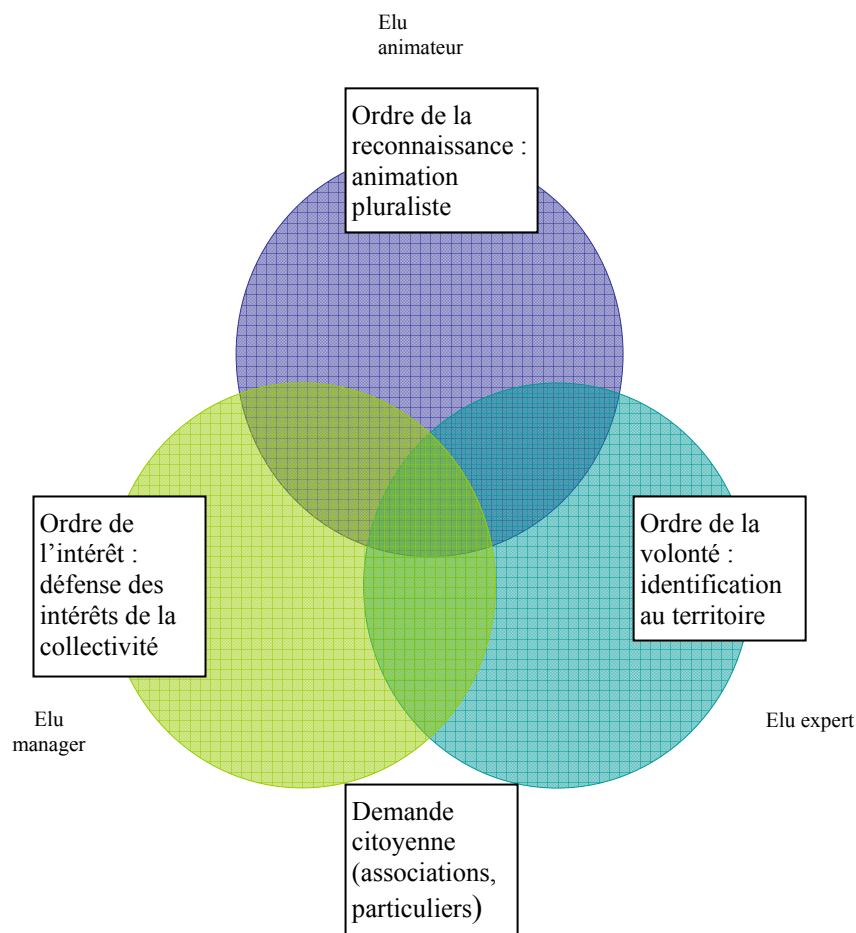 Elu
animateur
Ordre de la
reconnaissance :
animation
pluraliste
Ordre de
l’intérêt :
défense des
intérêts de la
collectivité
Ordre de la
volonté :
identification
au territoire
Elu
manager
Elu expert
Demande
citoyenne
(associations,
particuliers)